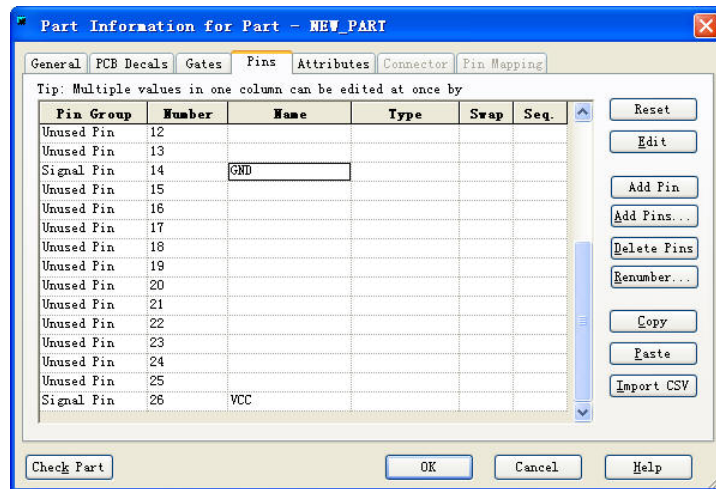 Part Information for Part - NEW_PART
General PCB Decals Gates Pins Attributes Connector Pin Mapping
Tip: Multiple values in one column can be edited at once by
Pin Group Number Name Type Swap Seq. Reset
Unused Pin 12
Unused Pin 13 Edit
Signal Pin 14 GND
Unused Pin 15 Add Pin
Unused Pin 16 Add Pins...
Unused Pin 17
Unused Pin 18 Delete Pins
Unused Pin 19 Renumber...
Unused Pin 20
Unused Pin 21
Unused Pin 22 Copy
Unused Pin 23 Paste
Unused Pin 24
Unused Pin 25 Import CSV
Signal Pin 26 VCC
Check Part OK Cancel Help